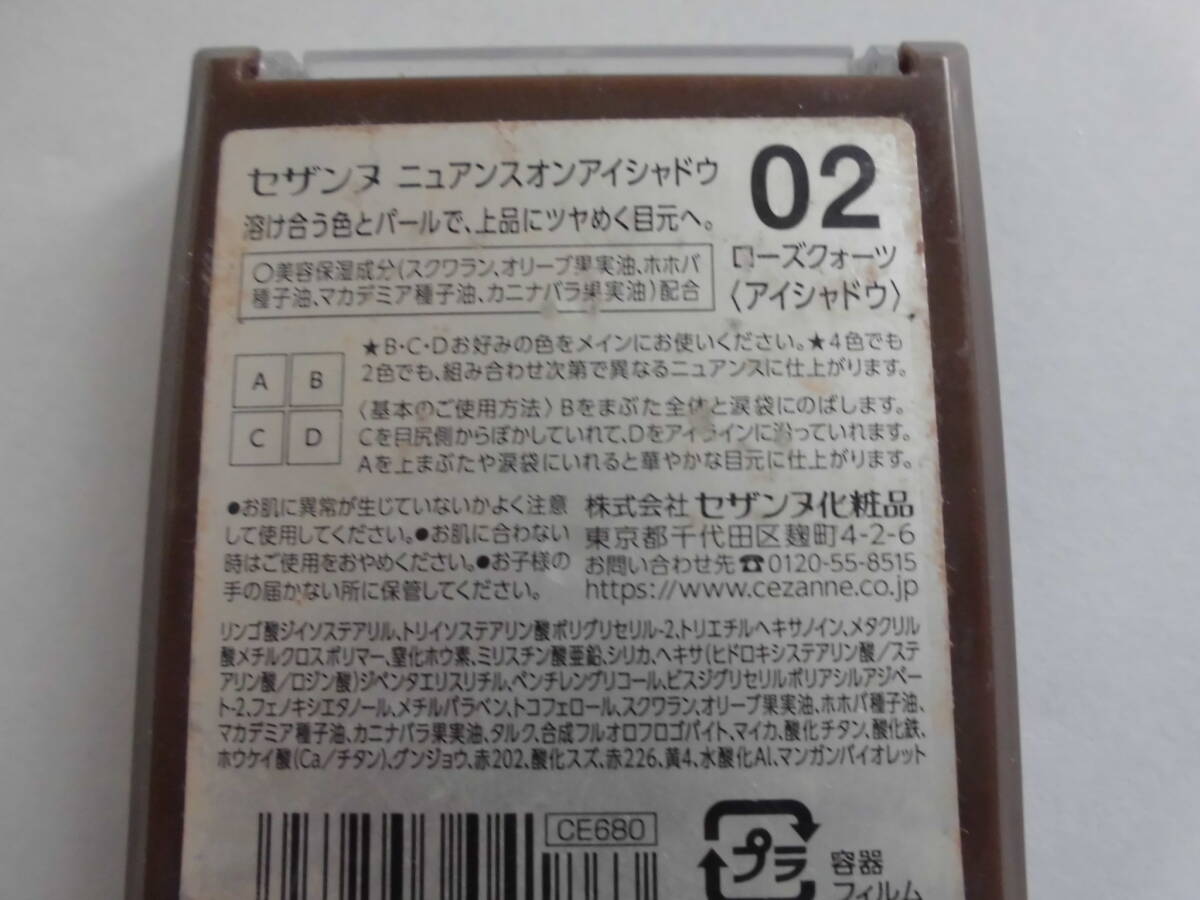 セザンヌ ニュアンスオンアイシャドウ
02
溶け合う色とパールで、上品にツヤめく目元へ。
ローズクォーツ
〈アイシャドウ〉
○美容保湿成分(スクワラン、オリーブ果実油、ホホバ
種子油、マカデミア種子油、カニナバラ果実油)配合
A B
C D
★B・C・Dお好みの色をメインにお使いください。★4色でも
2色でも、組み合わせ次第で異なるニュアンスに仕上がります。
〈基本のご使用方法〉Bをまぶた全体と涙袋にのばします。
Cを目尻側からぼかしていれて、Dをアイラインに沿っていれます。
Aを上まぶたや涙袋にいれると華やかな目元に仕上がります。
●お肌に異常が生じていないかよく注意
して使用してください。●お肌に合わない
時はご使用をおやめください。●お子様の
手の届かない所に保管してください。
株式会社 セザンヌ化粧品
東京都千代田区麹町4-2-6
お問い合わせ先☎0120-55-8515
https://www.cezanne.co.jp
リンゴ酸ジイソステアリル、トリイソステアリン酸ポリグリセリル-2、トリエチルヘキサノイン、メタクリル
酸メチルクロスポリマー、窒化ホウ素、ミリスチン酸亜鉛、シリカ、ヘキサ(ヒドロキシステアリン酸/ステ
アリン酸/ロジン酸)ジペンタエリスリチル、ペンチレングリコール、ビスジグリセリルポリアシルアジペー
ト-2、フェノキシエタノール、メチルパラベン、トコフェロール、スクワラン、オリーブ果実油、ホホバ種子油、
マカデミア種子油、カニナバラ果実油、タルク、合成フルオロフロゴパイト、マイカ、酸化チタン、酸化鉄、
ホウケイ酸(Ca/チタン)、グンジョウ、赤202、酸化スズ、赤226、黄4、水酸化Al、マンガンバイオレット
CE680
プラ
容器
フィルム